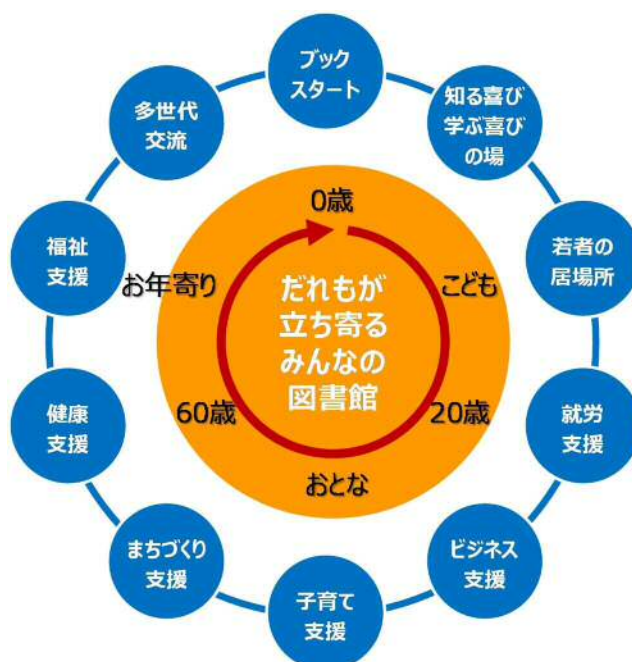 ブック
スタート
知る喜び
学ぶ喜び
の場
若者の
居場所
就労
支援
ビジネス
支援
子育て
支援
まちづくり
支援
健康
支援
福祉
支援
多世代
交流
0歳
こども
20歳
おとな
60歳
お年寄り
だれもが
立ち寄る
みんなの
図書館